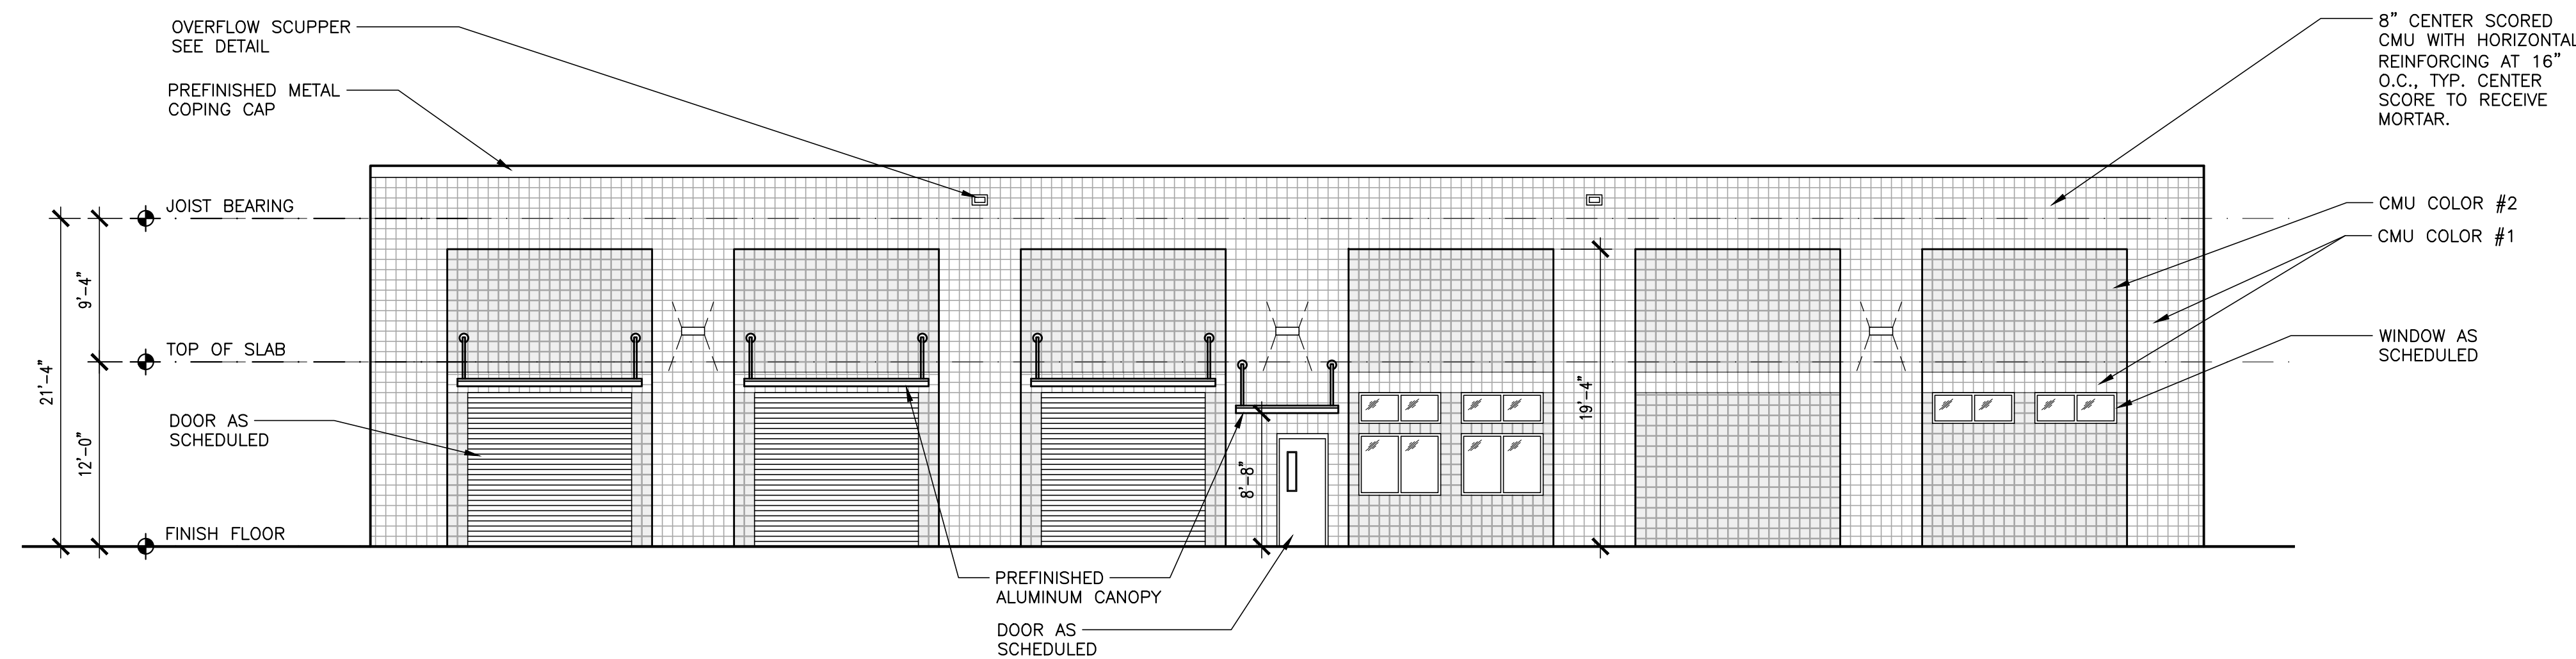 OVERFLOW SCUPPER
SEE DETAIL
PREFINISHED METAL
COPING CAP
8" CENTER SCORED
CMU WITH HORIZONTAL
REINFORCING AT 16"
O.C., TYP. CENTER
SCORE TO RECEIVE
MORTAR.
JOIST BEARING
CMU COLOR #2
CMU COLOR #1
9'-4"
TOP OF SLAB
WINDOW AS
SCHEDULED
21'-4"
19'-4"
DOOR AS
SCHEDULED
12'-0"
8'-8"
FINISH FLOOR
PREFINISHED
ALUMINUM CANOPY
DOOR AS
SCHEDULED